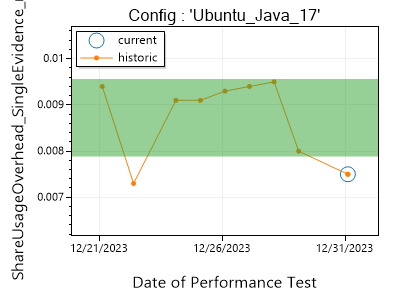 Config : 'Ubuntu_Java_17'
current
historic
0.01
0.009
0.008
0.007
ShareUsageOverhead_SingleEvidence_
12/21/2023
12/26/2023
12/31/2023
Date of Performance Test